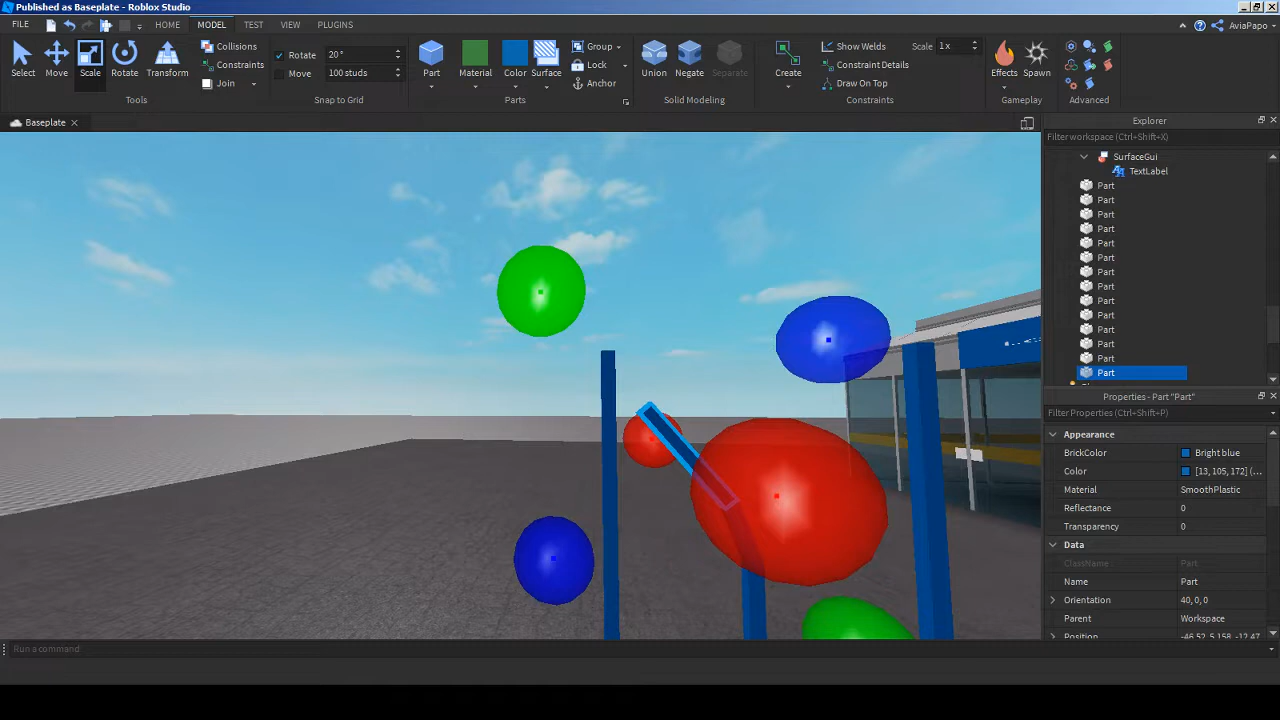 Published as Baseplate - Roblox Studio
FILE HOME MODEL TEST VIEW PLUGINS AviaPapo
Select Move Scale Rotate Transform
Collisions
Constraints
Join
Tools
Rotate 20°
Move 100 studs
Snap to Grid
Part Material Color Surface
Group
Lock
Anchor
Parts
Union Negate Separate
Solid Modeling
Create
Show Welds
Constraint Details
Draw On Top
Scale 1x
Constraints
Effects Spawn
Gameplay
Advanced
Baseplate
Explorer
Filter workspace (Ctrl+Shift+X)
SurfaceGui
TextLabel
Part
Part
Part
Part
Part
Part
Part
Part
Part
Part
Part
Part
Part
Part
Properties - Part "Part"
Filter Properties (Ctrl+Shift+P)
Appearance
BrickColor Bright blue
Color [13, 105, 172] (...
Material SmoothPlastic
Reflectance 0
Transparency 0
Data
ClassName Part
Name Part
Orientation 40, 0, 0
Parent Workspace
Position -46.52, 5.158, -12.47
Run a command